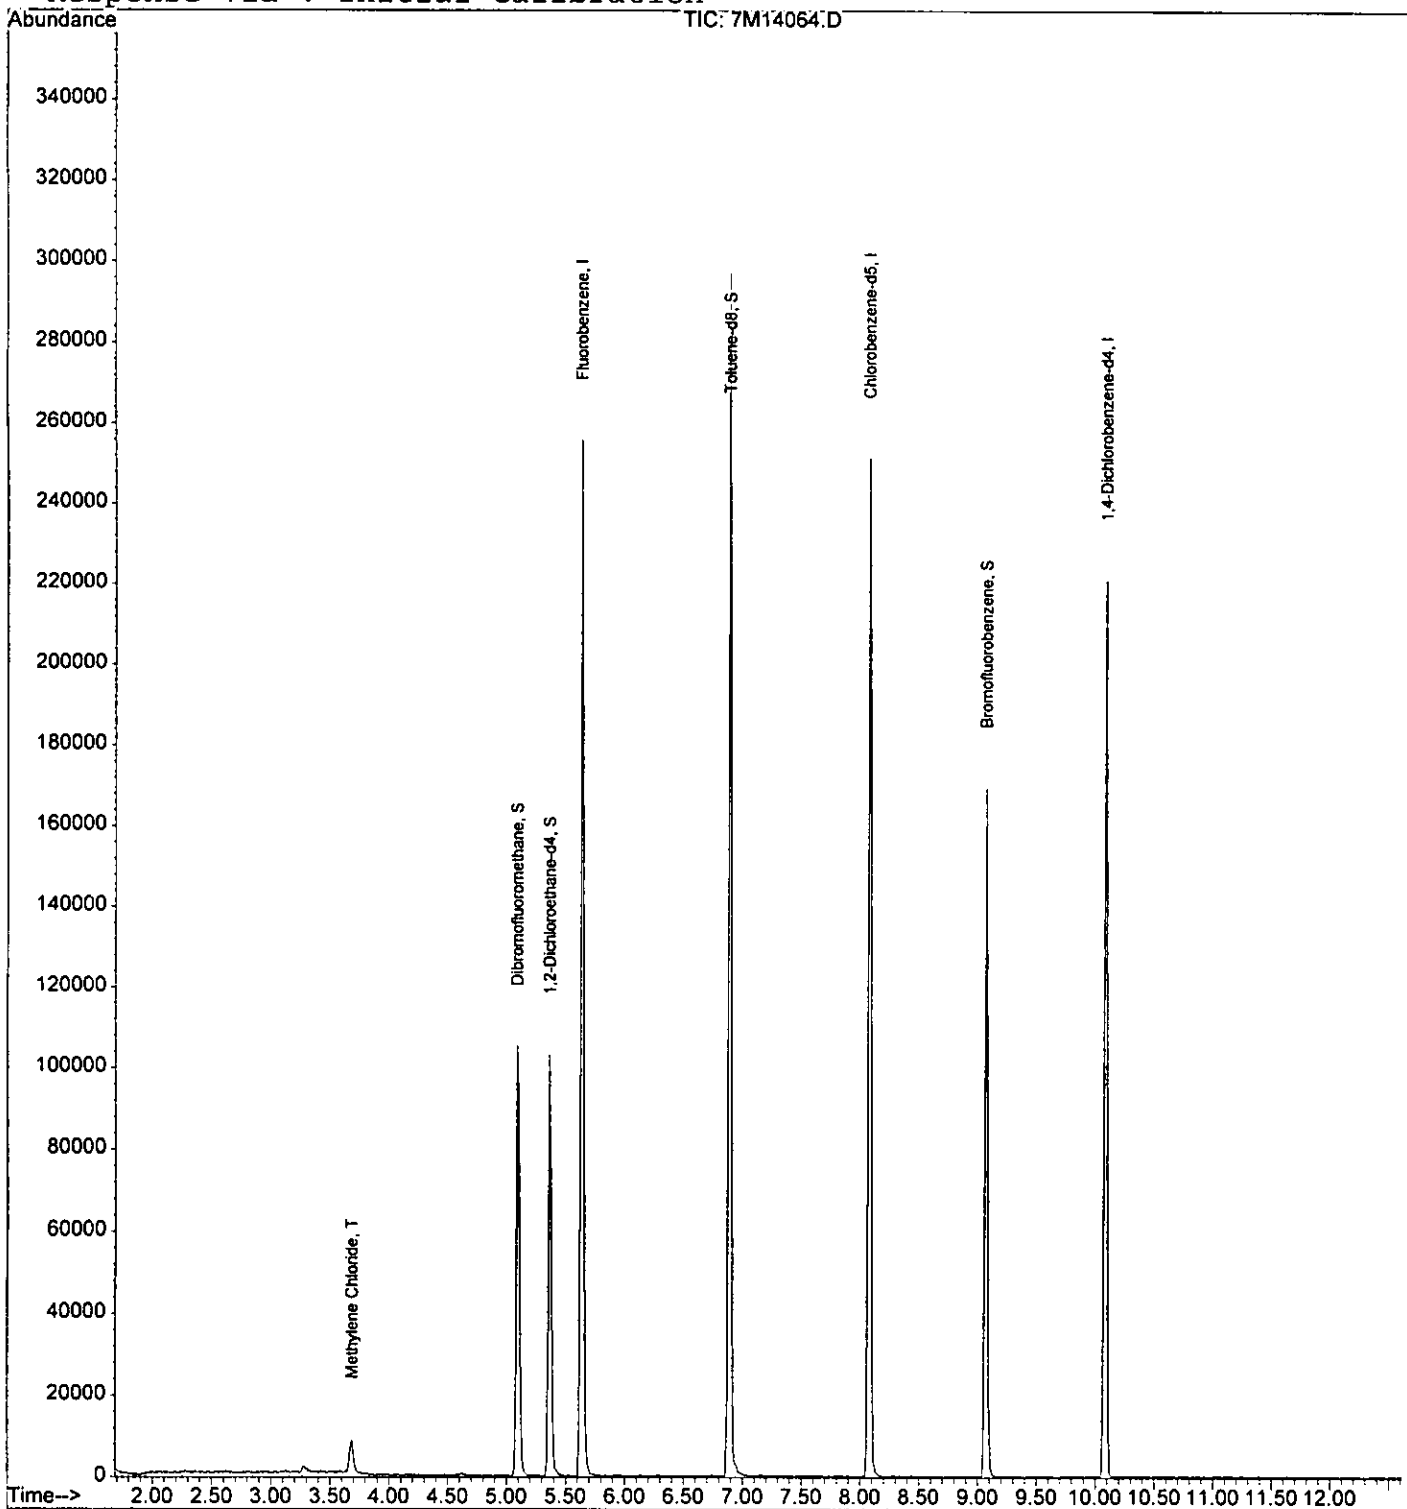 Response via : Initial Calibration
Abundance
TIC: 7M14064.D
340000
320000
300000
280000
260000
240000
220000
200000
180000
160000
140000
120000
100000
80000
60000
40000
20000
0
Methylene Chloride, T
Dibromofluoromethane, S
1,2-Dichloroethane-d4, S
Fluorobenzene, I
Toluene-d8, S
Chlorobenzene-d5, I
Bromofluorobenzene, S
1,4-Dichlorobenzene-d4, I
Time--> 2.00 2.50 3.00 3.50 4.00 4.50 5.00 5.50 6.00 6.50 7.00 7.50 8.00 8.50 9.00 9.50 10.00 10.50 11.00 11.50 12.00